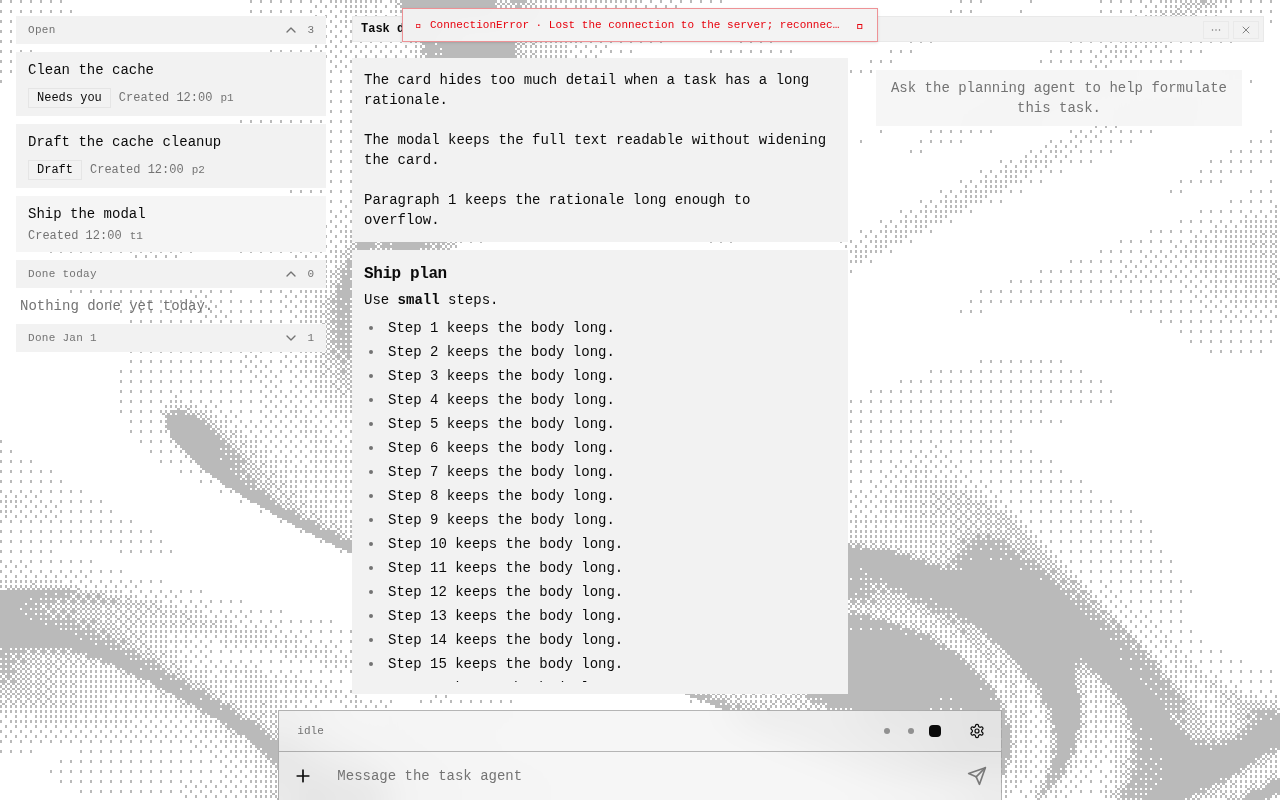 Open 3
Clean the cache
Needs you Created 12:00 p1
Draft the cache cleanup
Draft Created 12:00 p2
Ship the modal
Created 12:00 t1
Done today 0
Nothing done yet today.
Done Jan 1 1
Task d
ConnectionError · Lost the connection to the server; reconnec…
The card hides too much detail when a task has a long
rationale.
The modal keeps the full text readable without widening
the card.
Paragraph 1 keeps the rationale long enough to
overflow.
Ship plan
Use small steps.
• Step 1 keeps the body long.
• Step 2 keeps the body long.
• Step 3 keeps the body long.
• Step 4 keeps the body long.
• Step 5 keeps the body long.
• Step 6 keeps the body long.
• Step 7 keeps the body long.
• Step 8 keeps the body long.
• Step 9 keeps the body long.
• Step 10 keeps the body long.
• Step 11 keeps the body long.
• Step 12 keeps the body long.
• Step 13 keeps the body long.
• Step 14 keeps the body long.
• Step 15 keeps the body long.
Ask the planning agent to help formulate
this task.
idle
Message the task agent